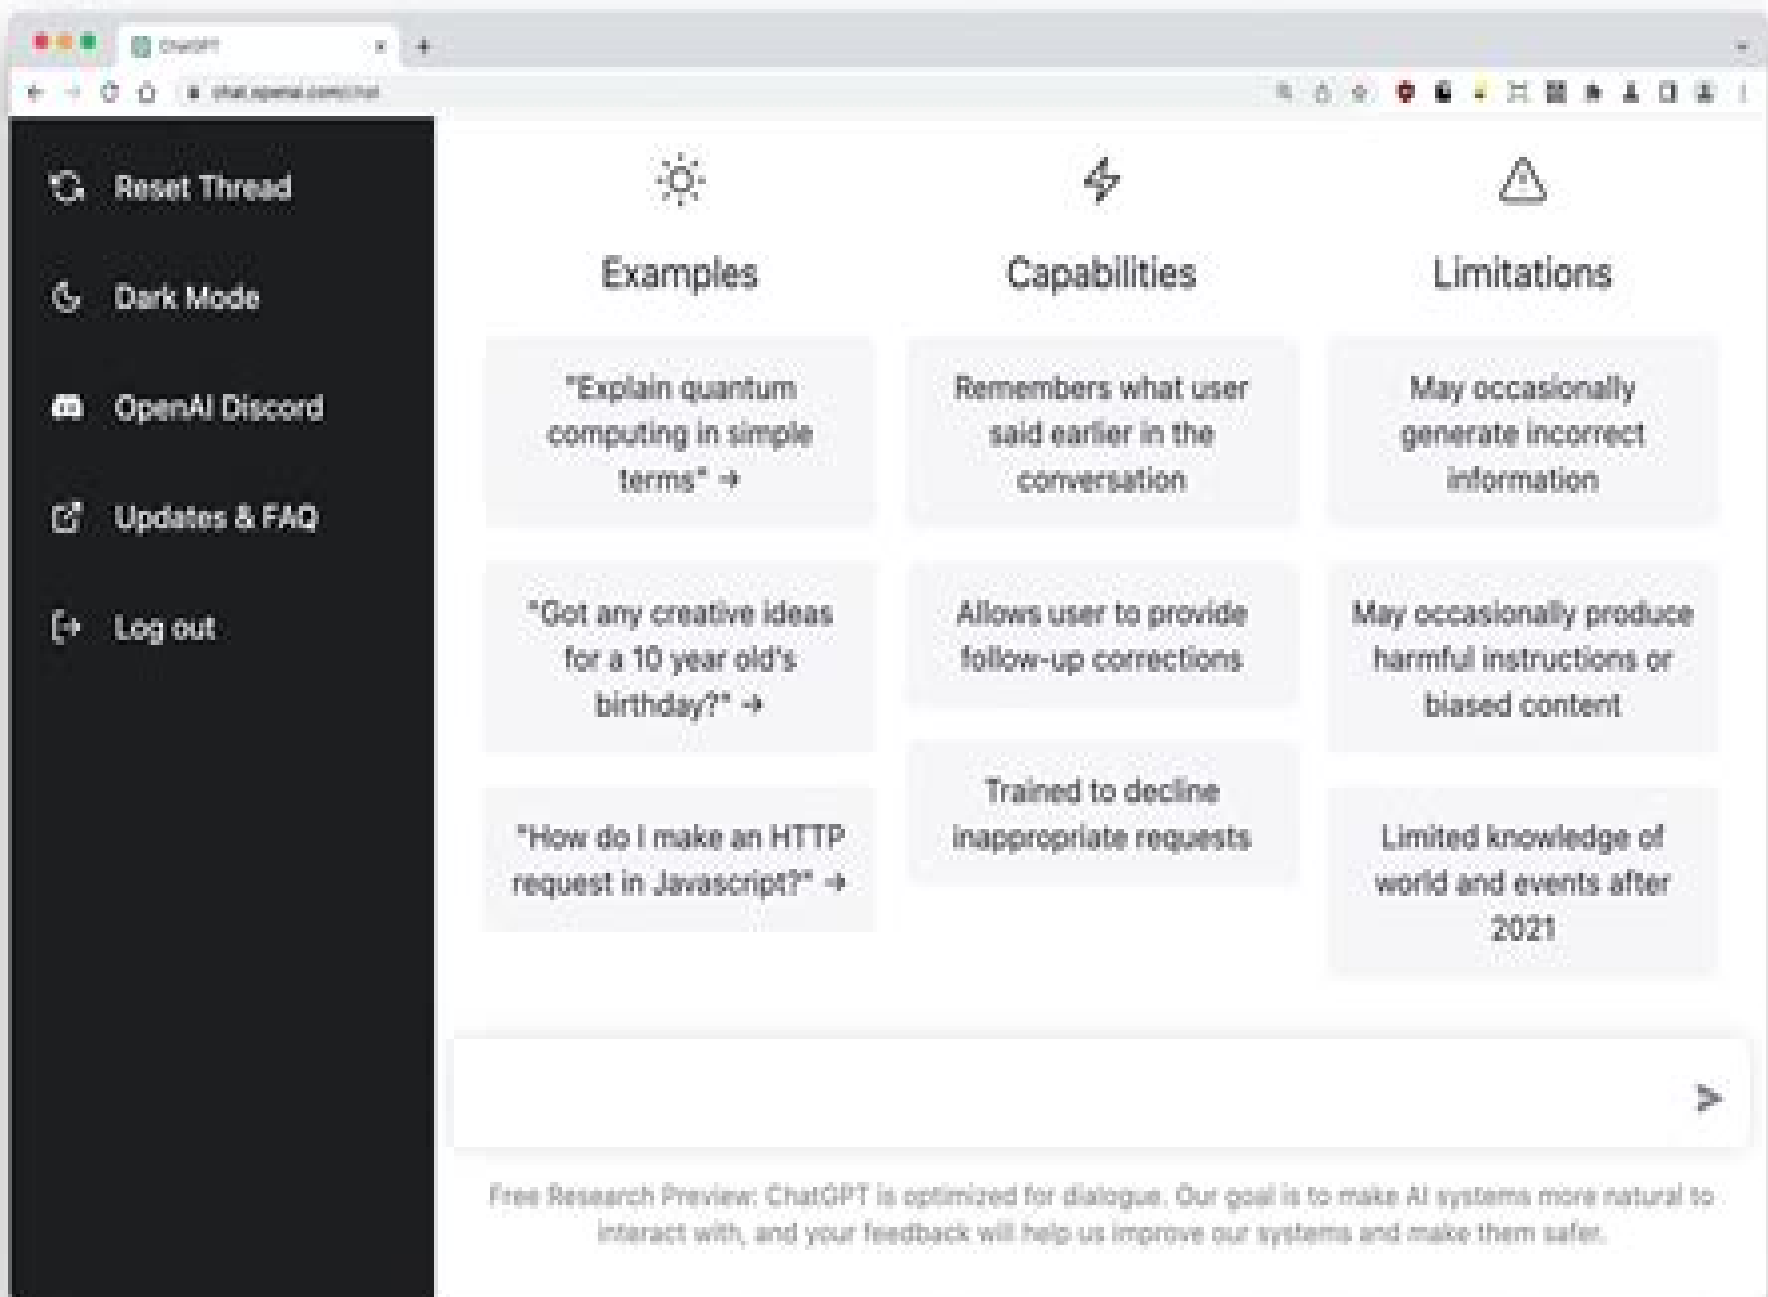 ChatGPT
chat.openai.com/chat
Reset Thread
Dark Mode
OpenAI Discord
Updates & FAQ
Log out
Examples
"Explain quantum
computing in simple
terms" →
"Got any creative ideas
for a 10 year old's
birthday?" →
"How do I make an HTTP
request in Javascript?" →
Capabilities
Remembers what user
said earlier in the
conversation
Allows user to provide
follow-up corrections
Trained to decline
inappropriate requests
Limitations
May occasionally
generate incorrect
information
May occasionally produce
harmful instructions or
biased content
Limited knowledge of
world and events after
2021
Free Research Preview: ChatGPT is optimized for dialogue. Our goal is to make AI systems more natural to
interact with, and your feedback will help us improve our systems and make them safer.